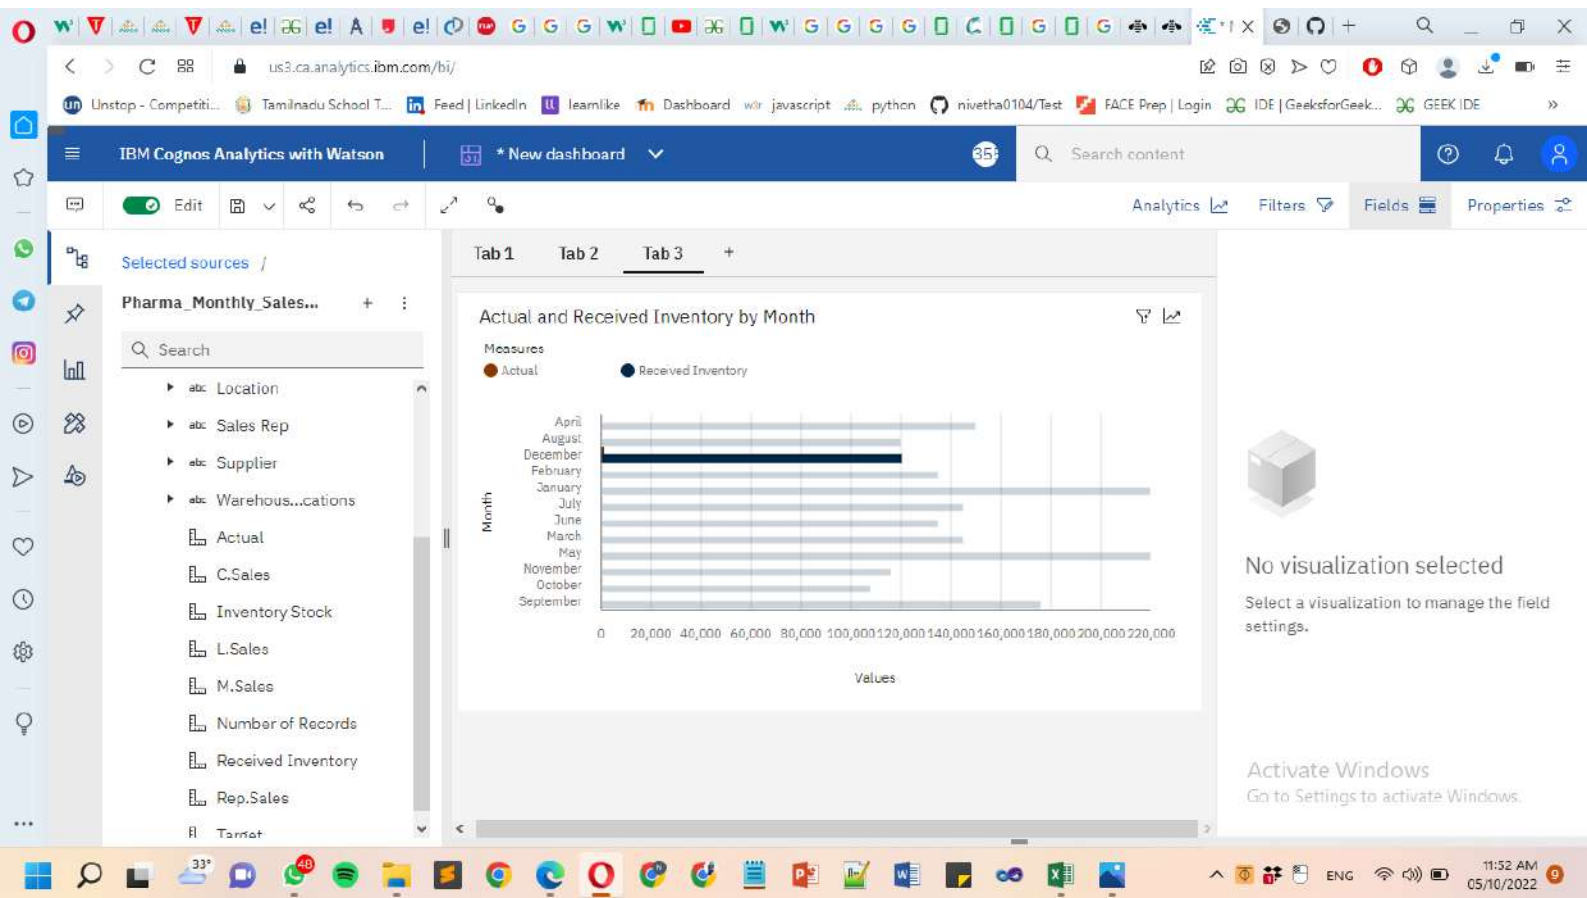 us3.ca.analytics.ibm.com/bi/
Unstop - Competiti... Tamilnadu School T... Feed | LinkedIn learnlike Dashboard javascript python nivetha0104/Test FACE Prep | Login IDE | GeeksforGeek... GEEK IDE »
IBM Cognos Analytics with Watson * New dashboard Search content
Edit Analytics Filters Fields Properties
Selected sources / Tab 1 Tab 2 Tab 3 +
Pharma_Monthly_Sales...
Search
abc Location
abc Sales Rep
abc Supplier
abc Warehous...cations
Actual
C.Sales
Inventory Stock
L.Sales
M.Sales
Number of Records
Received Inventory
Rep.Sales
Target
Actual and Received Inventory by Month
Measures
Actual Received Inventory
Month
April
August
December
February
January
July
June
March
May
November
October
September
0 20,000 40,000 60,000 80,000 100,000 120,000 140,000 160,000 180,000 200,000 220,000
Values
No visualization selected
Select a visualization to manage the field
settings.
Activate Windows
Go to Settings to activate Windows.
33° 48 ENG 11:52 AM
05/10/2022 9